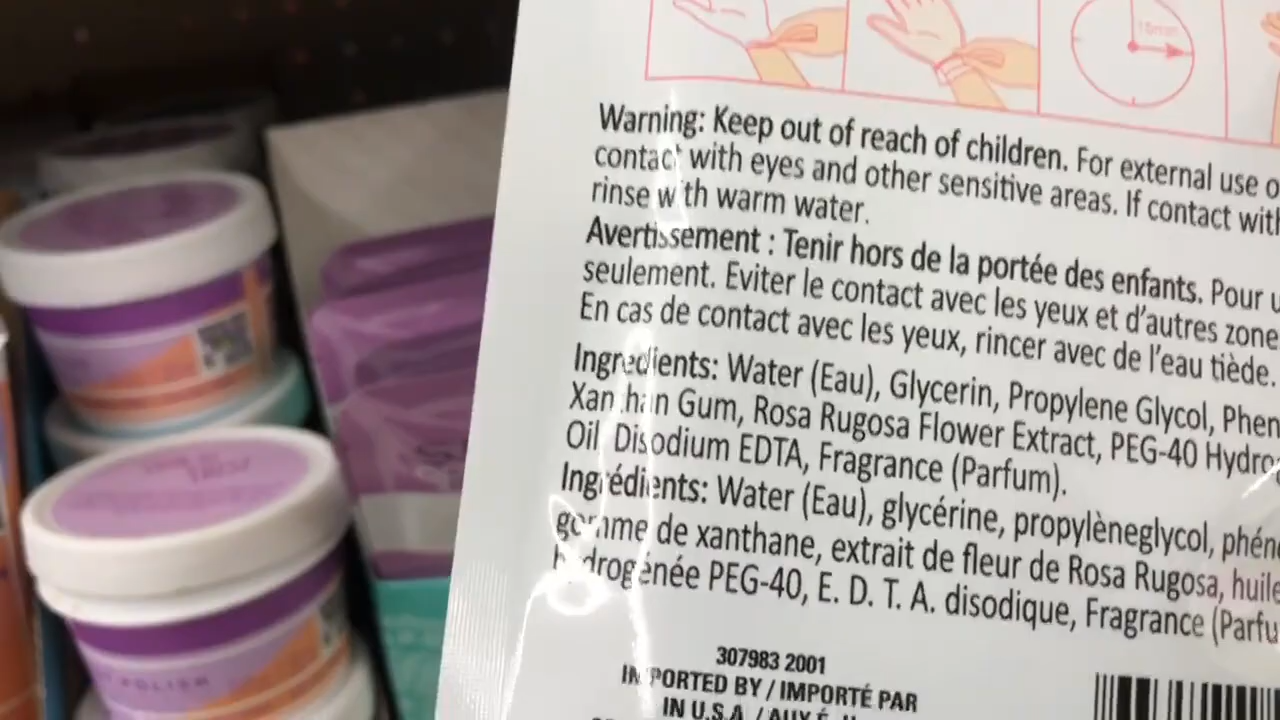 15min
Warning: Keep out of reach of children. For external use
contact with eyes and other sensitive areas. If contact with
rinse with warm water.
Avertissement : Tenir hors de la portée des enfants. Pour
seulement. Eviter le contact avec les yeux et d'autres zone
En cas de contact avec les yeux, rincer avec de l'eau tiède.
Ingredients: Water (Eau), Glycerin, Propylene Glycol, Phen
Xanthan Gum, Rosa Rugosa Flower Extract, PEG-40 Hydro
Oil, Disodium EDTA, Fragrance (Parfum).
Ingrédients: Water (Eau), glycérine, propylèneglycol, phén
gomme de xanthane, extrait de fleur de Rosa Rugosa, huile
hydrogénée PEG-40, E. D. T. A. disodique, Fragrance (Parfu
307983 2001
IMPORTED BY / IMPORTÉ PAR
IN U.S.A. / AUX É.
POLISH